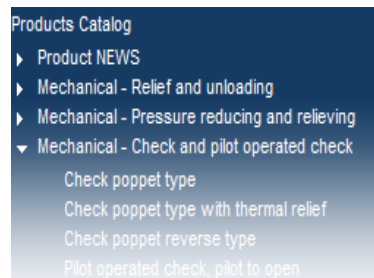 Products Catalog
Product NEWS
Mechanical - Relief and unloading
Mechanical - Pressure reducing and relieving
Mechanical - Check and pilot operated check
Check poppet type
Check poppet type with thermal relief
Check poppet reverse type
Pilot operated check, pilot to open